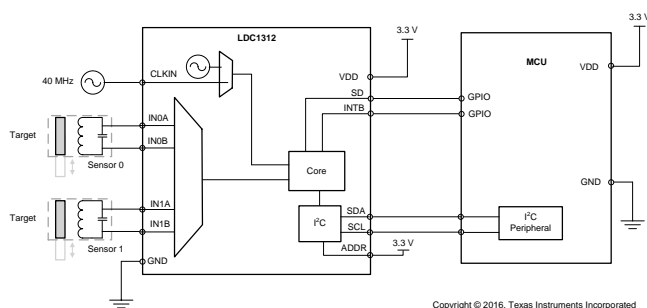 LDC1312
3.3 V
3.3 V
MCU
VDD
VDD
40 MHz
CLKIN
SD
GPIO
INTB
GPIO
Target
IN0A
IN0B
Sensor 0
Core
GND
Target
IN1A
IN1B
Sensor 1
I²C
SDA
SCL
ADDR
3.3 V
I²C
Peripheral
GND
Copyright © 2016, Texas Instruments Incorporated